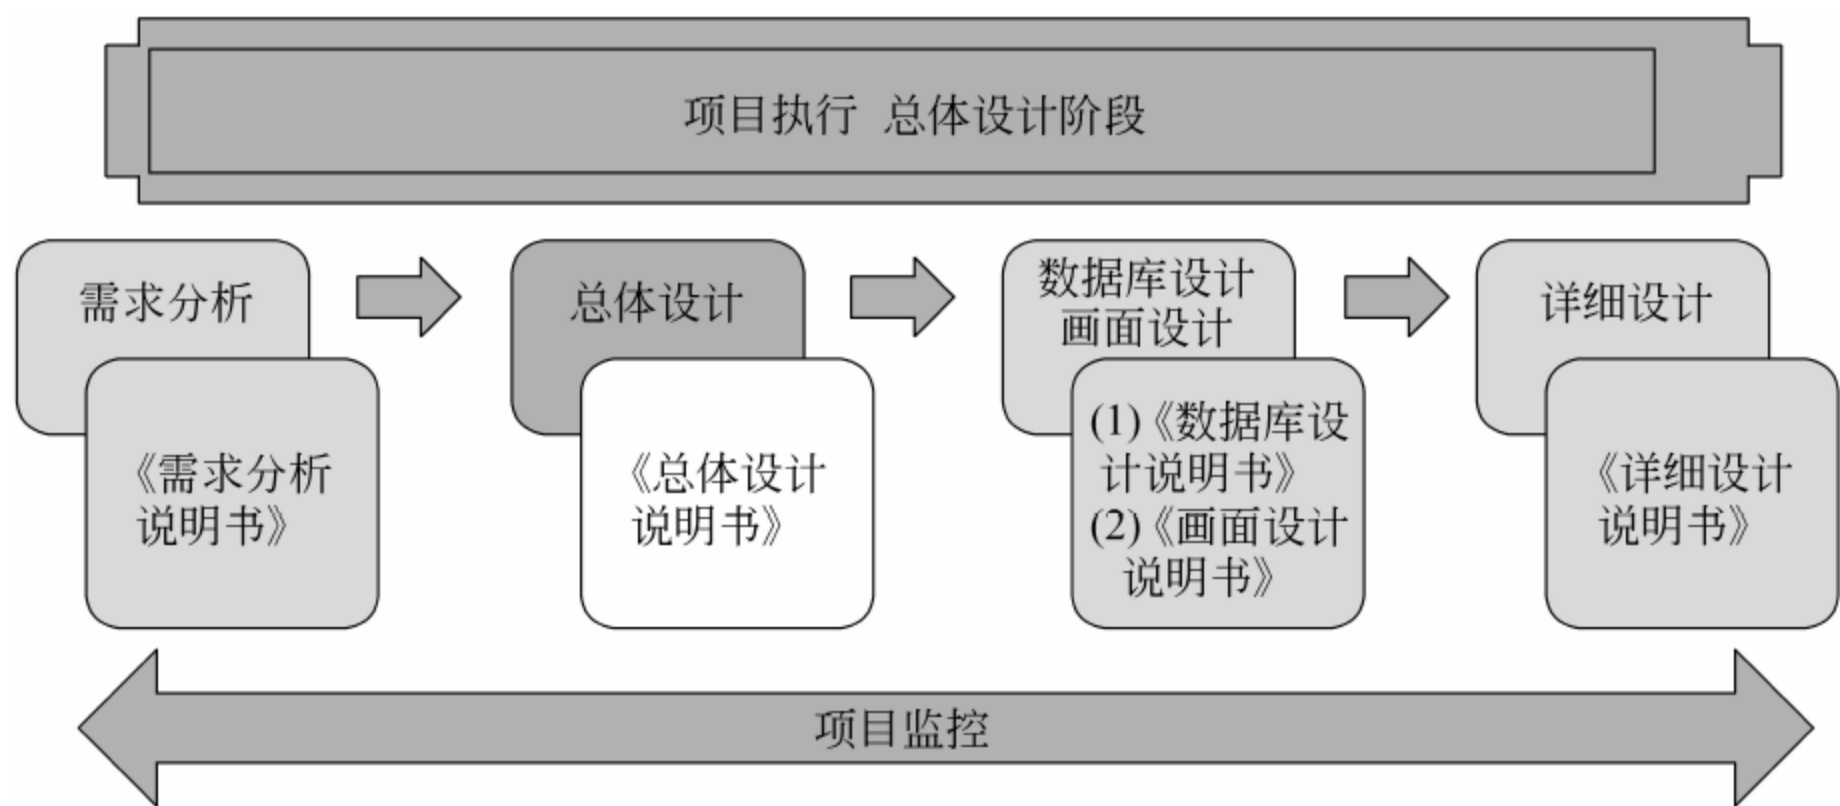 项目执行 总体设计阶段
需求分析
《需求分析
说明书》
总体设计
《总体设计
说明书》
数据库设计
画面设计
(1)《数据库设
计说明书》
(2)《画面设计
说明书》
详细设计
《详细设计
说明书》
项目监控